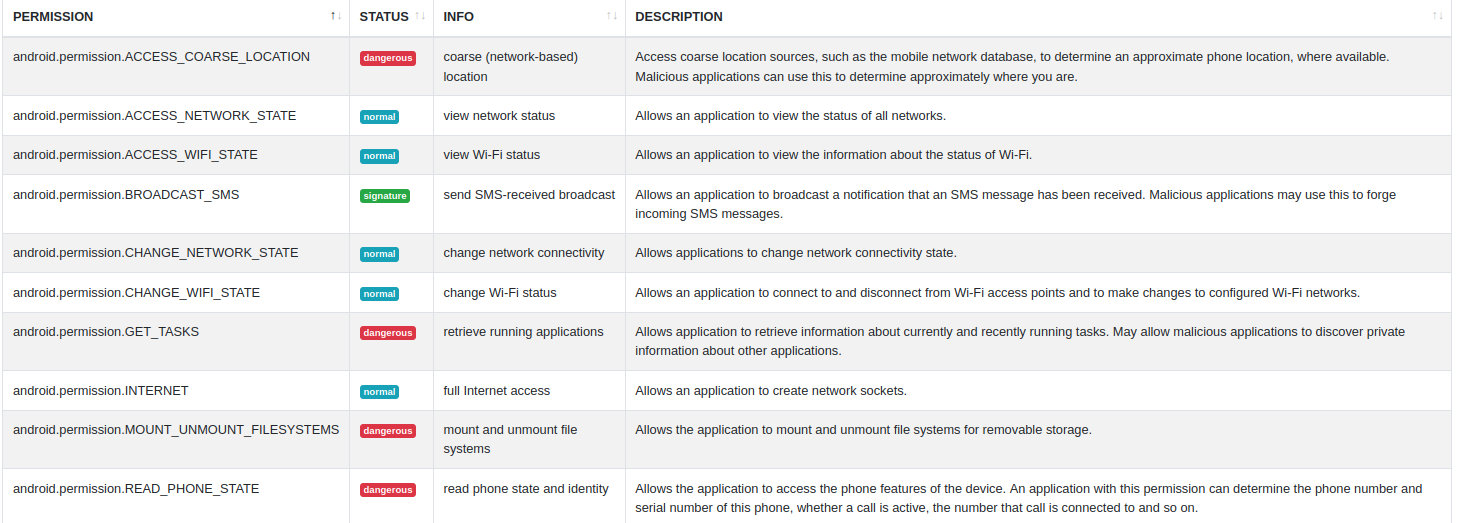 PERMISSION STATUS INFO DESCRIPTION
android.permission.ACCESS_COARSE_LOCATION dangerous coarse (network-based) Access coarse location sources, such as the mobile network database, to determine an approximate phone location, where available.
location Malicious applications can use this to determine approximately where you are.
android.permission.ACCESS_NETWORK_STATE normal view network status Allows an application to view the status of all networks.
android.permission.ACCESS_WIFI_STATE normal view Wi-Fi status Allows an application to view the information about the status of Wi-Fi.
android.permission.BROADCAST_SMS signature send SMS-received broadcast Allows an application to broadcast a notification that an SMS message has been received. Malicious applications may use this to forge
incoming SMS messages.
android.permission.CHANGE_NETWORK_STATE normal change network connectivity Allows applications to change network connectivity state.
android.permission.CHANGE_WIFI_STATE normal change Wi-Fi status Allows an application to connect to and disconnect from Wi-Fi access points and to make changes to configured Wi-Fi networks.
android.permission.GET_TASKS dangerous retrieve running applications Allows application to retrieve information about currently and recently running tasks. May allow malicious applications to discover private
information about other applications.
android.permission.INTERNET normal full Internet access Allows an application to create network sockets.
android.permission.MOUNT_UNMOUNT_FILESYSTEMS dangerous mount and unmount file Allows the application to mount and unmount file systems for removable storage.
systems
android.permission.READ_PHONE_STATE dangerous read phone state and identity Allows the application to access the phone features of the device. An application with this permission can determine the phone number and
serial number of this phone, whether a call is active, the number that call is connected to and so on.